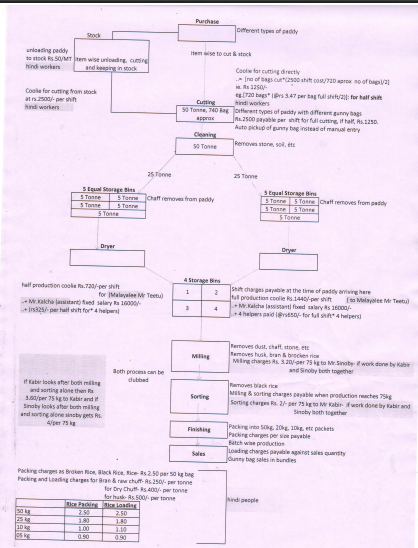 Purchase
Different types of paddy
Stock
unloading paddy
to stock Rs.50/MT
hindi workers
item wise unloading, cutting
and keeping in stock
item wise to cut & stock
Coolie for cutting directly
..= [no of bags cut*(2500 shift cost/720 aprox no of bags)/2]
ie. Rs 1250/-
eg.[720 bags* (@rs 3.47 per bag full shift/2)]: for half shift
hindi workers
Coolie for cutting from stock
at rs.2500/- per shift
hindi workers
Cutting
50 Tonne, 740 Bag
approx
Different types of paddy with different gunny bags
Rs.2500 payable per shift for full cutting, if half, Rs.1250.
Auto pickup of gunny bag instead of manual entry
Cleaning
50 Tonne
Removes stone, soil, etc
25 Tonne
25 Tonne
5 Equal Storage Bins
5 Tonne 5 Tonne
5 Tonne 5 Tonne
5 Tonne
Chaff removes from paddy
5 Equal Storage Bins
5 Tonne 5 Tonne
5 Tonne 5 Tonne
5 Tonne
Chaff removes from paddy
Dryer
Dryer
half production coolie Rs.720/-per shift
for (Malayalee Mr Teetu)
..+ Mr.Kalcha (assistant) fixed salary Rs 16000/-
..+ (rs325/- per half shift for* 4 helpers)
4 Storage Bins
1 2
3 4
Shift charges payable at the time of paddy arriving here
full production coolie Rs.1440/-per shift ( to Malayalee Mr Teetu)
..+ Mr.Kalcha (assistant) fixed salary Rs 16000/-
..+ 4 helpers paid (@rs650/- for full shift* 4 helpers)
Milling
Removes dust, chaff, stone, etc
Removes husk, bran & brocken rice
Milling charges Rs. 3.20/-per 75 kg to Mr.Sinoby- if work done by Kabir
and Sinoby both together
Both process can be
clubbed
if Kabir looks after both milling
and sorting alone then Rs
3.60/per 75 kg to Kabir and if
Sinoby looks after both milling
and sorting alone sinoby gets Rs.
4/per 75 kg
Sorting
Removes black rice
Milling & sorting charges payable when production reaches 75kg
Sorting charges Rs. 2/- per 75 kg to Mr Kabir- if work done by Kabir and
Sinoby both together
Finishing
Packing into 50kg, 20kg, 10kg, etc packets
Packing charges per size payable
Batch wise production
Sales
Loading charges payable against sales quantity
Gunny bag sales in bundles
Packing charges as Broken Rice, Black Rice, Rice- Rs.2.50 per 50 kg bag
Packing and Loading charges for Bran & raw chuff- Rs.250/- per tonne
for Dry Chuff- Rs.400/- per tonne
for husk- Rs.500/- per tonne
hindi people
Rice Packing Rice Loading
50 kg 2.50 2.50
25 kg 1.80 1.80
10 kg 1.00 1.10
05 kg 0.90 0.90